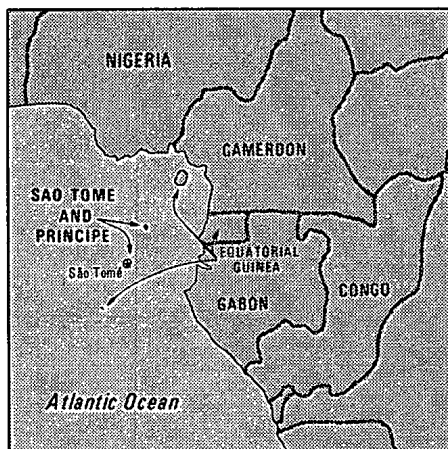 NIGERIA
CAMEROON
SAO TOME
AND
PRINCIPE
São Tomé
EQUATORIAL
GUINEA
GABON
CONGO
Atlantic Ocean